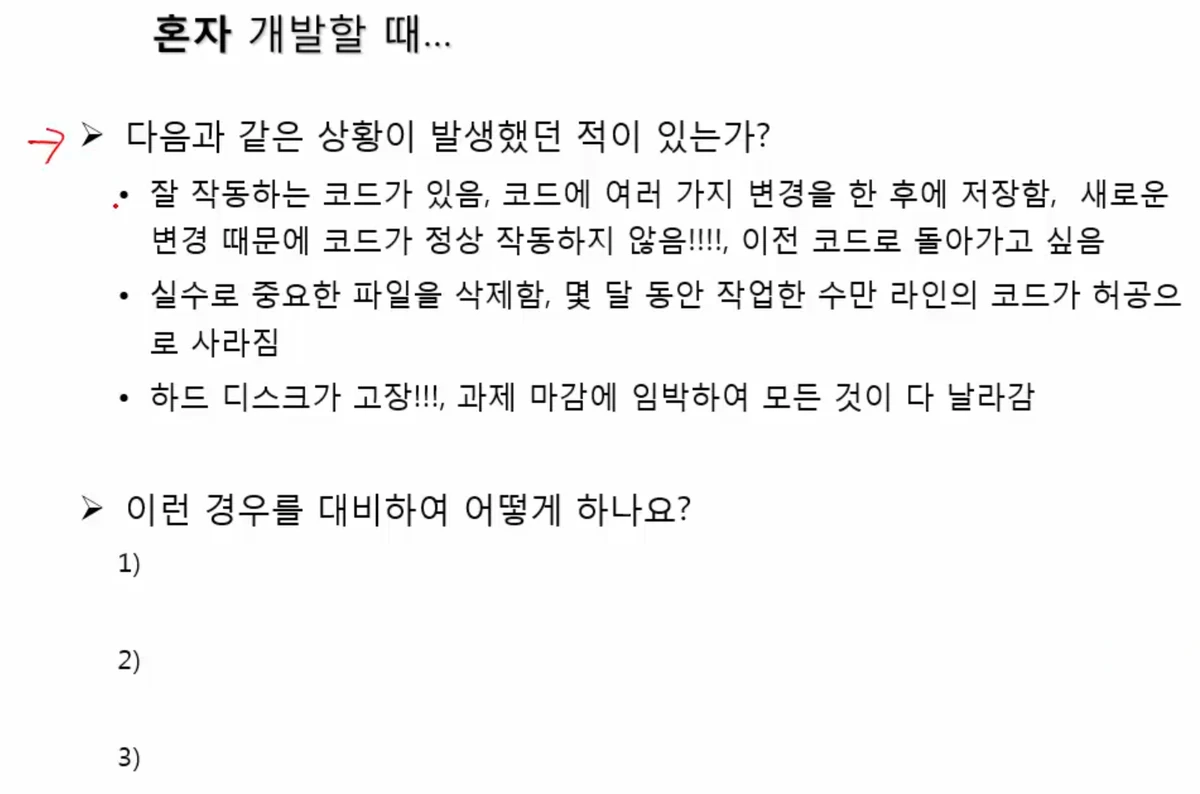 혼자 개발할 때...
➢ 다음과 같은 상황이 발생했던 적이 있는가?
• 잘 작동하는 코드가 있음, 코드에 여러 가지 변경을 한 후에 저장함, 새로운
변경 때문에 코드가 정상 작동하지 않음!!!!, 이전 코드로 돌아가고 싶음
• 실수로 중요한 파일을 삭제함, 몇 달 동안 작업한 수만 라인의 코드가 허공으
로 사라짐
• 하드 디스크가 고장!!!, 과제 마감에 임박하여 모든 것이 다 날라감
➢ 이런 경우를 대비하여 어떻게 하나요?
1)
2)
3)